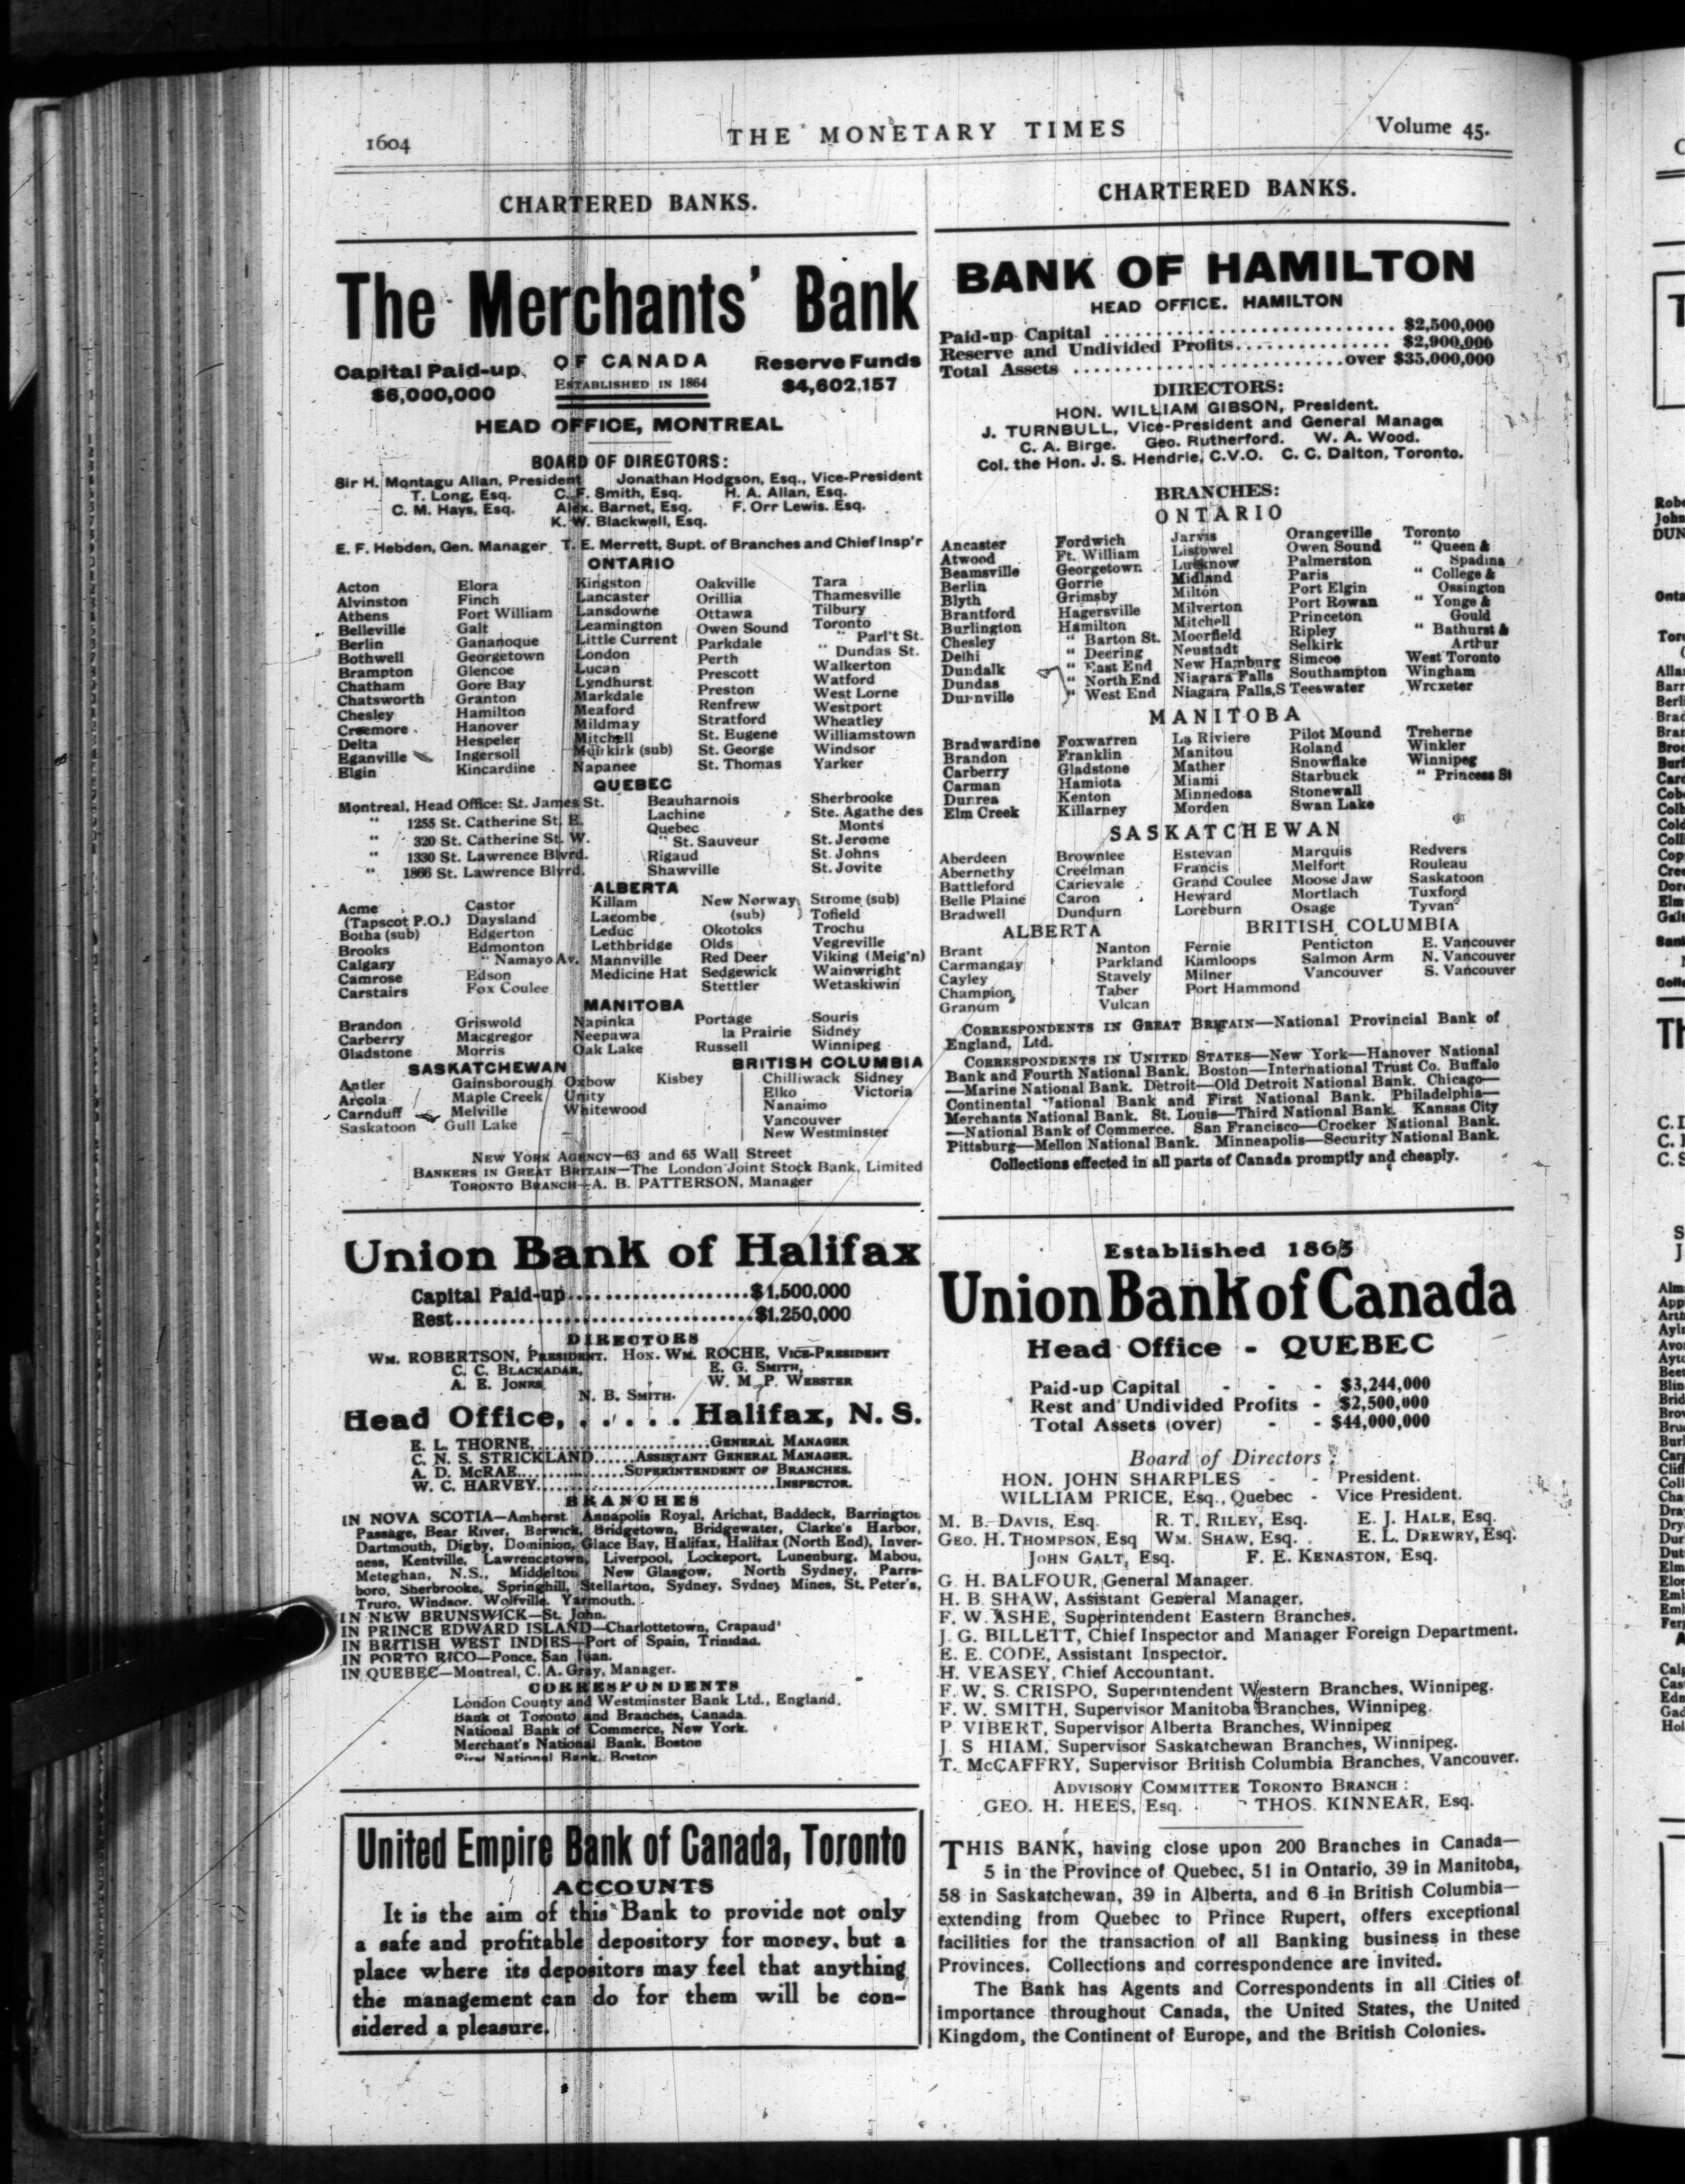 1604
THE MONETARY TIMES
Volume 45.
CHARTERED BANKS.
The Merchants' Bank
OF CANADA
Capital Paid-up
$6,000,000
ESTABLISHED IN 1864
Reserve Funds
$4,602,157
HEAD OFFICE, MONTREAL
BOARD OF DIRECTORS:
Sir H. Montagu Allan, President Jonathan Hodgson, Esq., Vice-President
T. Long, Esq. C. F. Smith, Esq. H. A. Allan, Esq.
C. M. Hays, Esq. Alex. Barnet, Esq. F. Orr Lewis. Esq.
K. W. Blackwell, Esq.
E. F. Hebden, Gen. Manager T. E. Merrett, Supt. of Branches and Chief Insp'r
ONTARIO
Acton Elora Kingston Oakville Tara
Alvinston Finch Lancaster Orillia Thamesville
Athens Fort William Lansdowne Ottawa Tilbury
Belleville Galt Leamington Owen Sound Toronto
Berlin Gananoque Little Current Parkdale " Parl't St.
Bothwell Georgetown London Perth " Dundas St.
Brampton Glencoe Lucan Prescott Walkerton
Chatham Gore Bay Lyndhurst Preston Watford
Chatsworth Granton Markdale Renfrew West Lorne
Chesley Hamilton Meaford Stratford Westport
Creemore Hanover Mildmay St. Eugene Wheatley
Delta Hespeler Mitchell St. George Williamstown
Eganville Ingersoll Muirkirk (sub) St. Thomas Windsor
Elgin Kincardine Napanee Yarker
QUEBEC
Montreal, Head Office: St. James St. Beauharnois Sherbrooke
" 1255 St. Catherine St. E. Lachine Ste. Agathe des
" 320 St. Catherine St. W. Quebec Monts
" 1330 St. Lawrence Blvrd. " St. Sauveur St. Jerome
" 1866 St. Lawrence Blvrd. Rigaud St. Johns
Shawville St. Jovite
ALBERTA
Acme Castor Killam New Norway Strome (sub)
(Tapscot P.O.) Daysland Lacombe (sub) Tofield
Botha (sub) Edgerton Leduc Okotoks Trochu
Brooks Edmonton Lethbridge Olds Vegreville
Calgary " Namayo Av. Mannville Red Deer Viking (Meig'n)
Camrose Edson Medicine Hat Sedgewick Wainwright
Carstairs Fox Coulee Stettler Wetaskiwin
MANITOBA
Brandon Griswold Napinka Portage Souris
Carberry Macgregor Neepawa la Prairie Sidney
Gladstone Morris Oak Lake Russell Winnipeg
SASKATCHEWAN
Antler Gainsborough Oxbow Kisbey
Arcola Maple Creek Unity
Carnduff Melville Whitewood
Saskatoon Gull Lake
BRITISH COLUMBIA
Chilliwack Sidney
Elko Victoria
Nanaimo
Vancouver
New Westminster
NEW YORK AGENCY—63 and 65 Wall Street
BANKERS IN GREAT BRITAIN—The London Joint Stock Bank, Limited
TORONTO BRANCH—A. B. PATTERSON, Manager
Union Bank of Halifax
Capital Paid-up..................$1,500,000
Rest..............................$1,250,000
DIRECTORS
WM. ROBERTSON, PRESIDENT. HON. WM. ROCHE, VICE-PRESIDENT
C. C. BLACKADAR, E. G. SMITH,
A. E. JONES W. M. P. WEBSTER
N. B. SMITH.
Head Office, . . . . . Halifax, N. S.
E. L. THORNE,........................GENERAL MANAGER
C. N. S. STRICKLAND......ASSISTANT GENERAL MANAGER.
A. D. McRAE...............SUPERINTENDENT OF BRANCHES.
W. C. HARVEY..................................INSPECTOR.
BRANCHES
IN NOVA SCOTIA—Amherst Annapolis Royal, Arichat, Baddeck, Barrington
Passage, Bear River, Berwick, Bridgetown, Bridgewater, Clarke's Harbor,
Dartmouth, Digby, Dominion, Glace Bay, Halifax, Halifax (North End), Inver-
ness, Kentville, Lawrencetown, Liverpool, Lockeport, Lunenburg, Mabou,
Meteghan, N.S., Middleton New Glasgow, North Sydney, Parrs-
boro, Sherbrooke, Springhill, Stellarton, Sydney, Sydney Mines, St. Peter's,
Truro, Windsor. Wolfville, Yarmouth.
IN NEW BRUNSWICK—St. John.
IN PRINCE EDWARD ISLAND—Charlottetown, Crapaud
IN BRITISH WEST INDIES—Port of Spain, Trinidad.
IN PORTO RICO—Ponce, San Juan.
IN QUEBEC—Montreal, C. A. Gray, Manager.
CORRESPONDENTS
London County and Westminster Bank Ltd., England.
Bank of Toronto and Branches, Canada.
National Bank of Commerce, New York.
Merchant's National Bank, Boston
First National Bank, Boston
United Empire Bank of Canada, Toronto
ACCOUNTS
It is the aim of this Bank to provide not only
a safe and profitable depository for money, but a
place where its depositors may feel that anything
the management can do for them will be con-
sidered a pleasure.
CHARTERED BANKS.
BANK OF HAMILTON
HEAD OFFICE. HAMILTON
Paid-up Capital ............................ $2,500,000
Reserve and Undivided Profits............... $2,900,000
Total Assets ..........................over $35,000,000
DIRECTORS:
HON. WILLIAM GIBSON, President.
J. TURNBULL, Vice-President and General Manager
C. A. Birge. Geo. Rutherford. W. A. Wood.
Col. the Hon. J. S. Hendrie, C.V.O. C. C. Dalton, Toronto.
BRANCHES:
ONTARIO
Ancaster Fordwich Jarvis Orangeville Toronto
Atwood Ft. William Listowel Owen Sound " Queen &
Beamsville Georgetown Lucknow Palmerston Spadina
Berlin Gorrie Midland Paris " College &
Blyth Grimsby Milton Port Elgin Ossington
Brantford Hagersville Milverton Port Rowan " Yonge &
Burlington Hamilton Mitchell Princeton Gould
Chesley " Barton St. Moorfield Ripley " Bathurst &
Delhi " Deering Neustadt Selkirk Arthur
Dundalk " East End New Hamburg Simcoe West Toronto
Dundas " North End Niagara Falls Southampton Wingham
Dunnville " West End Niagara Falls,S Teeswater Wroxeter
MANITOBA
Bradwardine Foxwarren La Riviere Pilot Mound Treherne
Brandon Franklin Manitou Roland Winkler
Carberry Gladstone Mather Snowflake Winnipeg
Carman Hamiota Miami Starbuck " Princess St
Dunrea Kenton Minnedosa Stonewall
Elm Creek Killarney Morden Swan Lake
SASKATCHEWAN
Aberdeen Brownlee Estevan Marquis Redvers
Abernethy Creelman Francis Melfort Rouleau
Battleford Carievale Grand Coulee Moose Jaw Saskatoon
Belle Plaine Caron Heward Mortlach Tuxford
Bradwell Dundurn Loreburn Osage Tyvan
ALBERTA
Brant Nanton
Carmangay Parkland
Cayley Stavely
Champion Taber
Granum Vulcan
BRITISH COLUMBIA
Fernie Penticton E. Vancouver
Kamloops Salmon Arm N. Vancouver
Milner Vancouver S. Vancouver
Port Hammond
CORRESPONDENTS IN GREAT BRITAIN—National Provincial Bank of
England, Ltd.
CORRESPONDENTS IN UNITED STATES—New York—Hanover National
Bank and Fourth National Bank. Boston—International Trust Co. Buffalo
—Marine National Bank. Detroit—Old Detroit National Bank. Chicago—
Continental National Bank and First National Bank. Philadelphia—
Merchants National Bank. St. Louis—Third National Bank. Kansas City
—National Bank of Commerce. San Francisco—Crocker National Bank.
Pittsburg—Mellon National Bank. Minneapolis—Security National Bank.
Collections effected in all parts of Canada promptly and cheaply.
Established 1865
Union Bank of Canada
Head Office - QUEBEC
Paid-up Capital - - - $3,244,000
Rest and Undivided Profits - $2,500,000
Total Assets (over) - - $44,000,000
Board of Directors:
HON. JOHN SHARPLES - - President.
WILLIAM PRICE, Esq., Quebec - Vice President.
M. B. DAVIS, Esq. R. T. RILEY, Esq. E. J. HALE, Esq.
GEO. H. THOMPSON, Esq WM. SHAW, Esq. E. L. DREWRY, Esq.
JOHN GALT, Esq. F. E. KENASTON, Esq.
G. H. BALFOUR, General Manager.
H. B. SHAW, Assistant General Manager.
F. W. ASHE, Superintendent Eastern Branches.
J. G. BILLETT, Chief Inspector and Manager Foreign Department.
E. E. CODE, Assistant Inspector.
H. VEASEY, Chief Accountant.
F. W. S. CRISPO, Superintendent Western Branches, Winnipeg.
F. W. SMITH, Supervisor Manitoba Branches, Winnipeg.
P. VIBERT, Supervisor Alberta Branches, Winnipeg
J. S HIAM, Supervisor Saskatchewan Branches, Winnipeg.
T. McCAFFRY, Supervisor British Columbia Branches, Vancouver.
ADVISORY COMMITTEE TORONTO BRANCH:
GEO. H. HEES, Esq. THOS. KINNEAR, Esq.
THIS BANK, having close upon 200 Branches in Canada—
5 in the Province of Quebec, 51 in Ontario, 39 in Manitoba,
58 in Saskatchewan, 39 in Alberta, and 6 in British Columbia—
extending from Quebec to Prince Rupert, offers exceptional
facilities for the transaction of all Banking business in these
Provinces. Collections and correspondence are invited.
The Bank has Agents and Correspondents in all Cities of
importance throughout Canada, the United States, the United
Kingdom, the Continent of Europe, and the British Colonies.